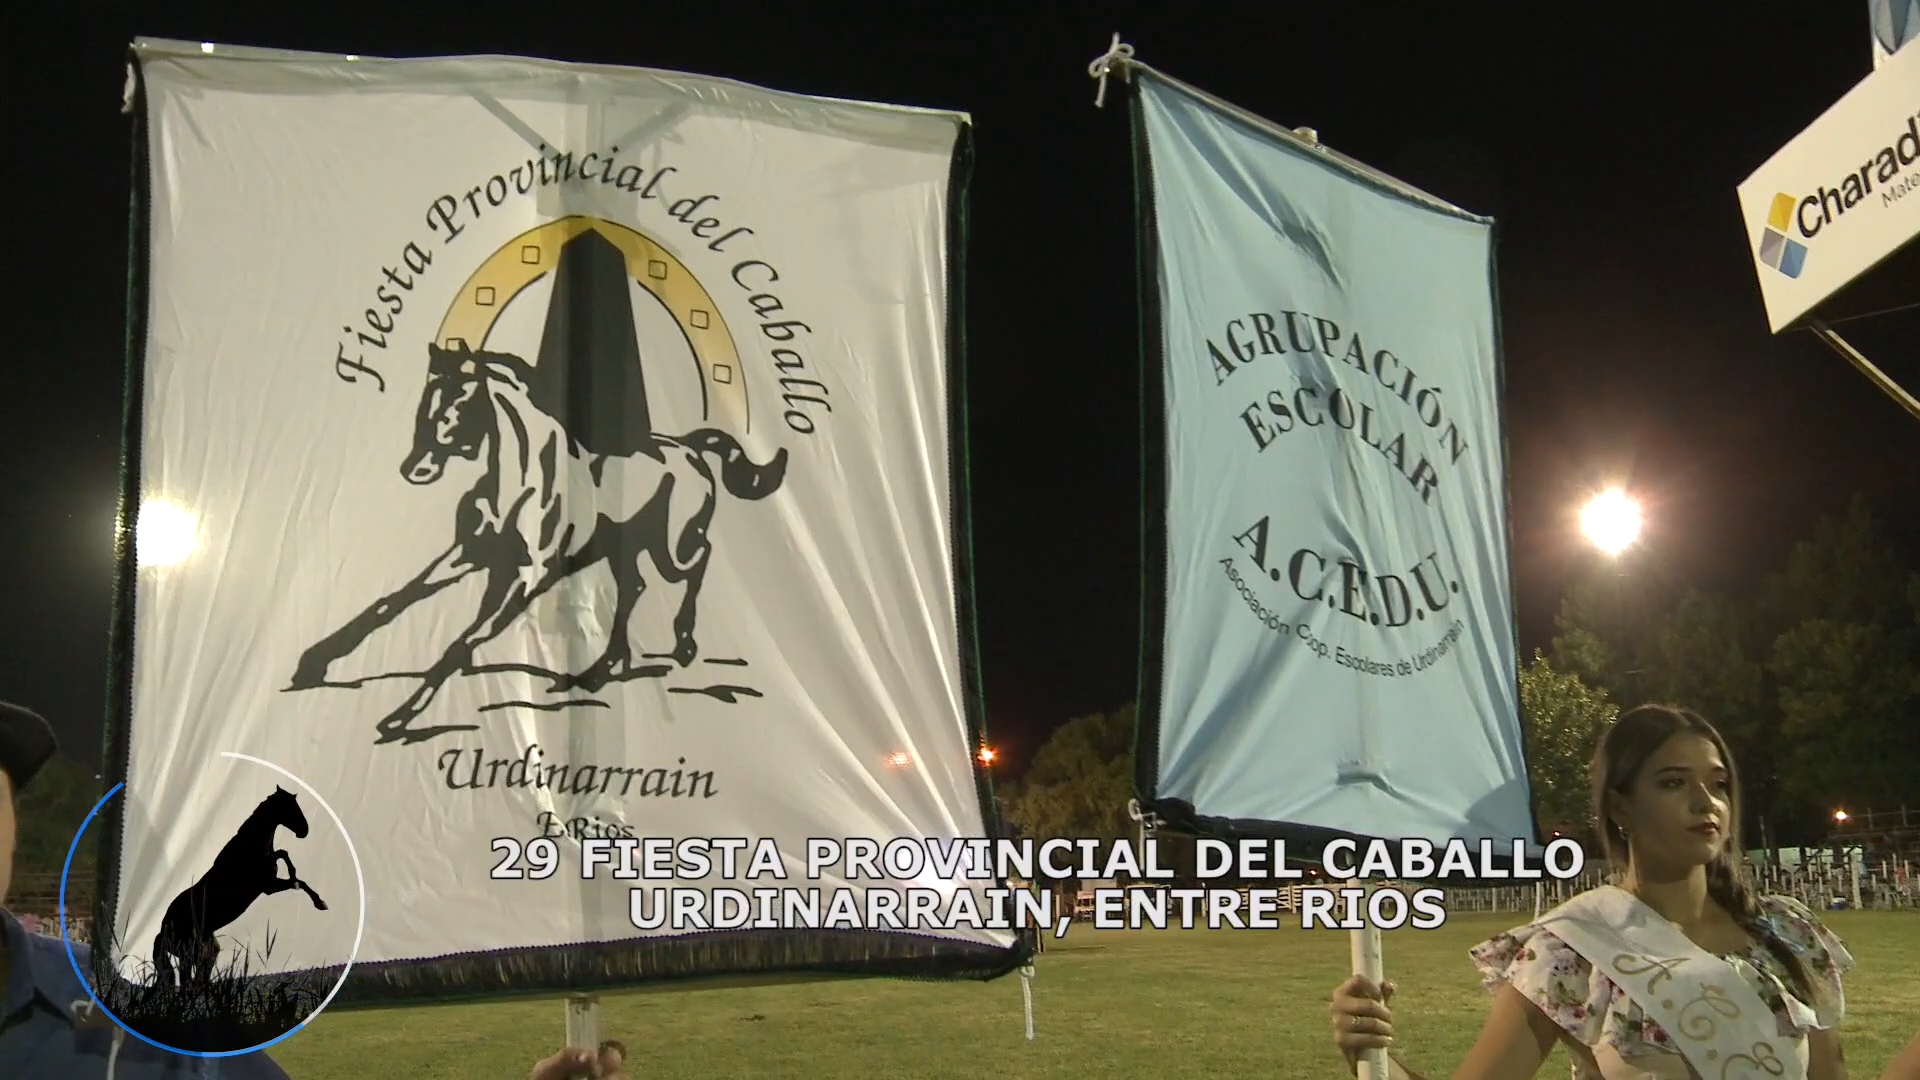 Fiesta Provincial del Caballo
Urdinarrain
E.Rios
AGRUPACIÓN
ESCOLAR
A.C.E.D.U.
Asociación Coop. Escolares de Urdinarrain
29 FIESTA PROVINCIAL DEL CABALLO
URDINARRAIN, ENTRE RIOS
A.C.E